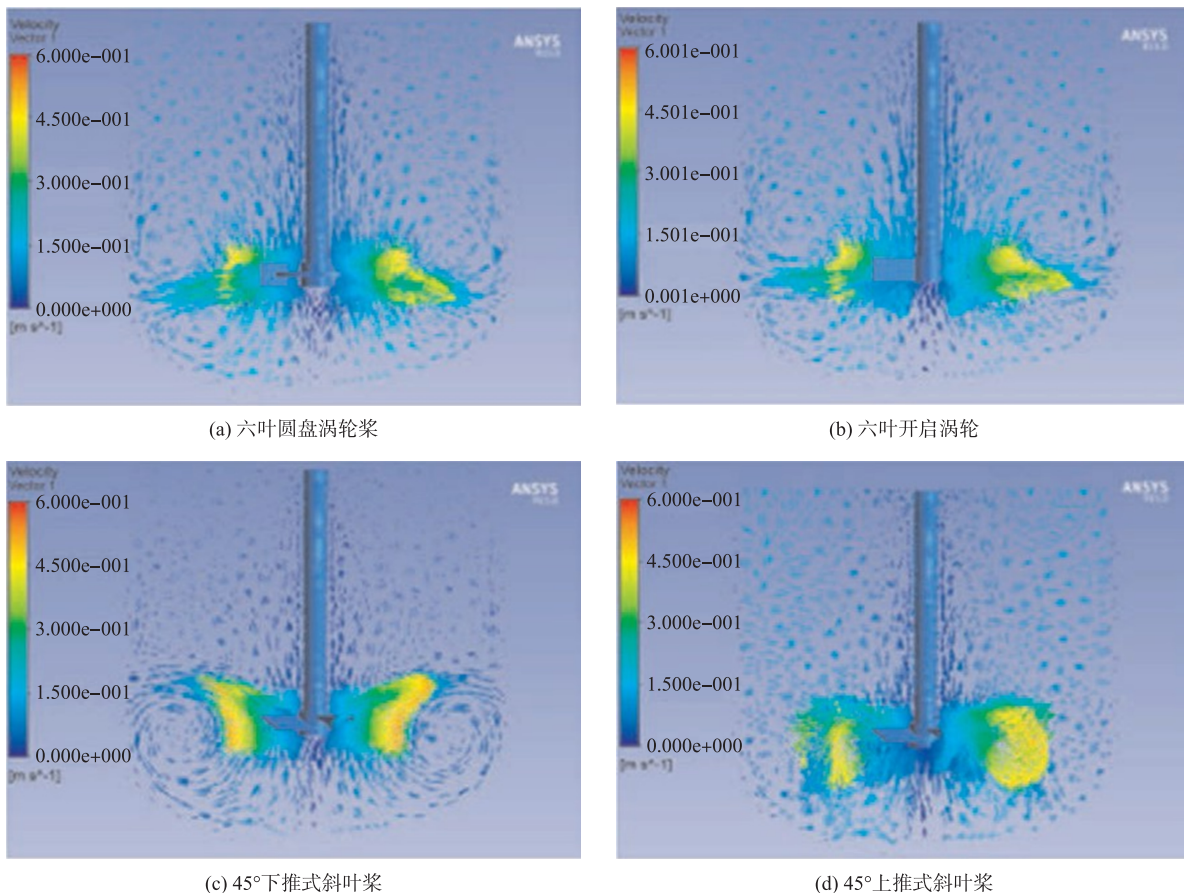 Velocity
Vector 1
6.000e−001
4.500e−001
3.000e−001
1.500e−001
0.000e+000
[m s^-1]
ANSYS
(a) 六叶圆盘涡轮桨
Velocity
Vector 1
6.001e−001
4.501e−001
3.001e−001
1.501e−001
0.001e+000
[m s^-1]
ANSYS
(b) 六叶开启涡轮
Velocity
Vector 1
6.000e−001
4.500e−001
3.000e−001
1.500e−001
0.000e+000
[m s^-1]
ANSYS
(c) 45°下推式斜叶桨
Velocity
Vector 1
6.000e−001
4.500e−001
3.000e−001
1.500e−001
0.000e+000
[m s^-1]
ANSYS
(d) 45°上推式斜叶桨